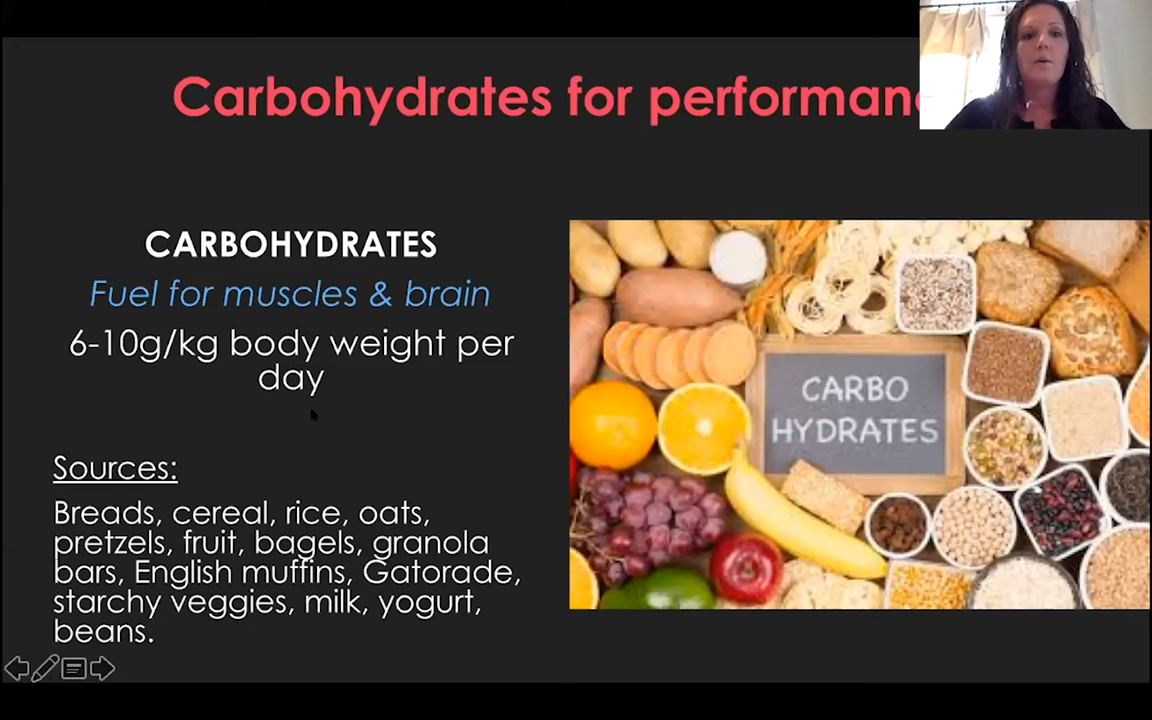 Carbohydrates for performan
CARBOHYDRATES
Fuel for muscles & brain
6-10g/kg body weight per
day
Sources:
Breads, cereal, rice, oats,
pretzels, fruit, bagels, granola
bars, English muffins, Gatorade,
starchy veggies, milk, yogurt,
beans.
CARBO
HYDRATES